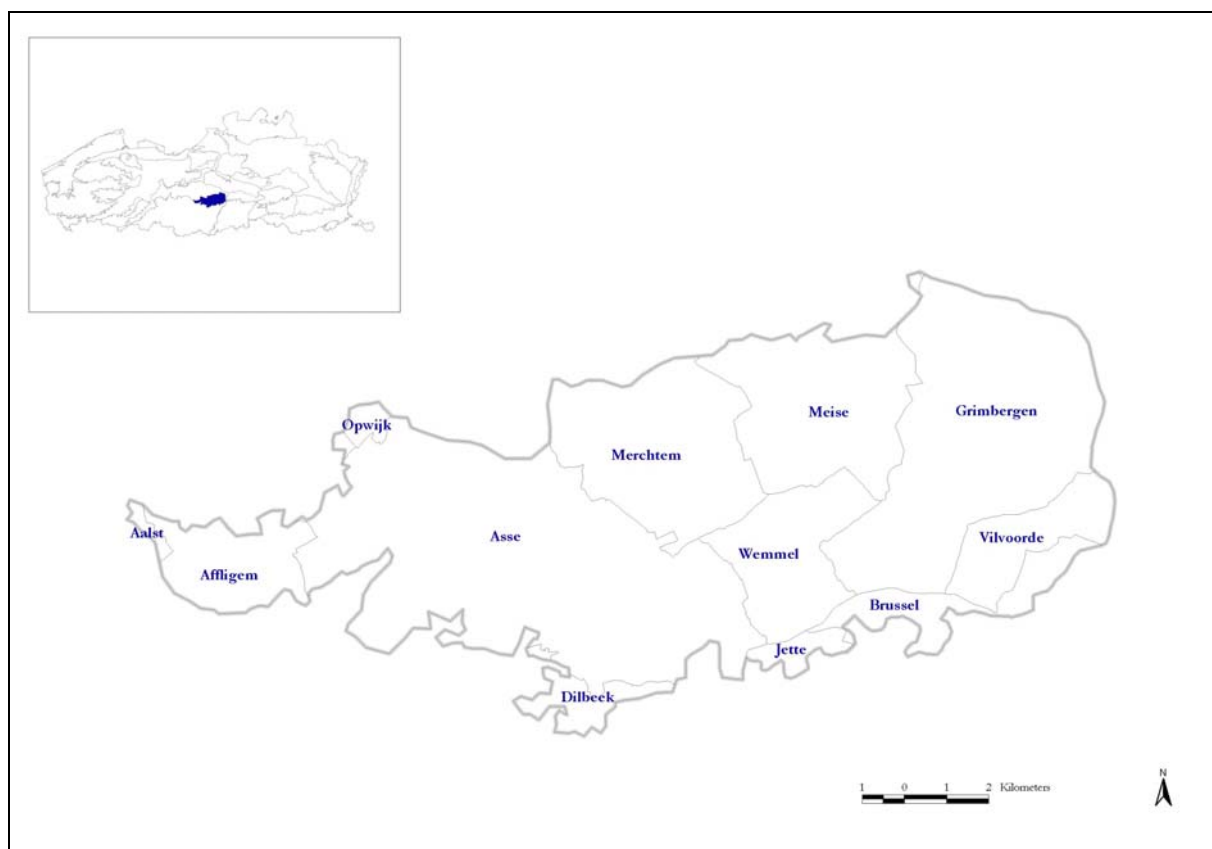 Meise
Grimbergen
Opwijk
Merchtem
Aalst
Asse
Vilvoorde
Wemmel
Affligem
Brussel
Jette
Dilbeek
N
1 0 1 2 Kilometers